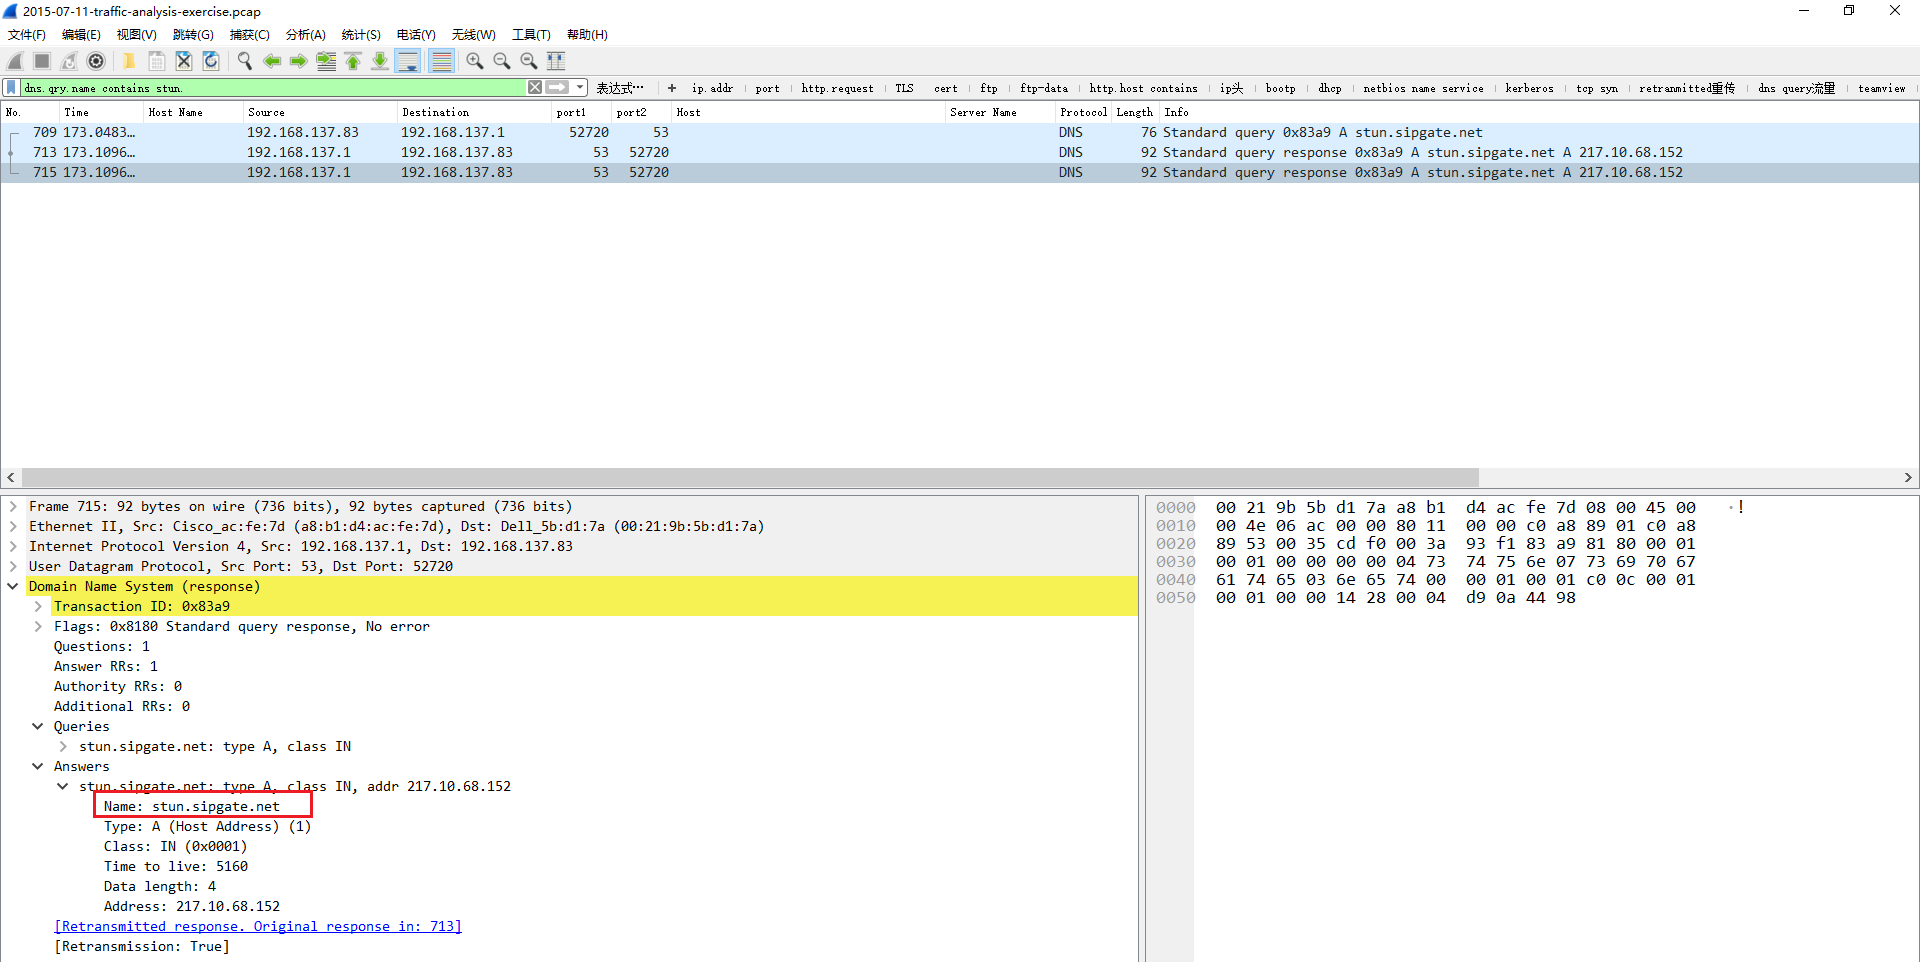 2015-07-11-traffic-analysis-exercise.pcap
文件(F) 编辑(E) 视图(V) 跳转(G) 捕获(C) 分析(A) 统计(S) 电话(Y) 无线(W) 工具(T) 帮助(H)
dns.qry.name contains stun. 表达式… + ip.addr port http.request TLS cert ftp ftp-data http.host contains ip头 bootp dhcp netbios name service kerberos tcp syn retranmitted重传 dns query流量 teamview
No. Time Host Name Source Destination port1 port2 Host Server Name Protocol Length Info
709 173.0483… 192.168.137.83 192.168.137.1 52720 53 DNS 76 Standard query 0x83a9 A stun.sipgate.net
713 173.1096… 192.168.137.1 192.168.137.83 53 52720 DNS 92 Standard query response 0x83a9 A stun.sipgate.net A 217.10.68.152
715 173.1096… 192.168.137.1 192.168.137.83 53 52720 DNS 92 Standard query response 0x83a9 A stun.sipgate.net A 217.10.68.152
Frame 715: 92 bytes on wire (736 bits), 92 bytes captured (736 bits)
Ethernet II, Src: Cisco_ac:fe:7d (a8:b1:d4:ac:fe:7d), Dst: Dell_5b:d1:7a (00:21:9b:5b:d1:7a)
Internet Protocol Version 4, Src: 192.168.137.1, Dst: 192.168.137.83
User Datagram Protocol, Src Port: 53, Dst Port: 52720
Domain Name System (response)
Transaction ID: 0x83a9
Flags: 0x8180 Standard query response, No error
Questions: 1
Answer RRs: 1
Authority RRs: 0
Additional RRs: 0
Queries
stun.sipgate.net: type A, class IN
Answers
stun.sipgate.net: type A, class IN, addr 217.10.68.152
Name: stun.sipgate.net
Type: A (Host Address) (1)
Class: IN (0x0001)
Time to live: 5160
Data length: 4
Address: 217.10.68.152
[Retransmitted response. Original response in: 713]
[Retransmission: True]
0000 00 21 9b 5b d1 7a a8 b1 d4 ac fe 7d 08 00 45 00 ·!
0010 00 4e 06 ac 00 00 80 11 00 00 c0 a8 89 01 c0 a8
0020 89 53 00 35 cd f0 00 3a 93 f1 83 a9 81 80 00 01
0030 00 01 00 00 00 00 04 73 74 75 6e 07 73 69 70 67
0040 61 74 65 03 6e 65 74 00 00 01 00 01 c0 0c 00 01
0050 00 01 00 00 14 28 00 04 d9 0a 44 98